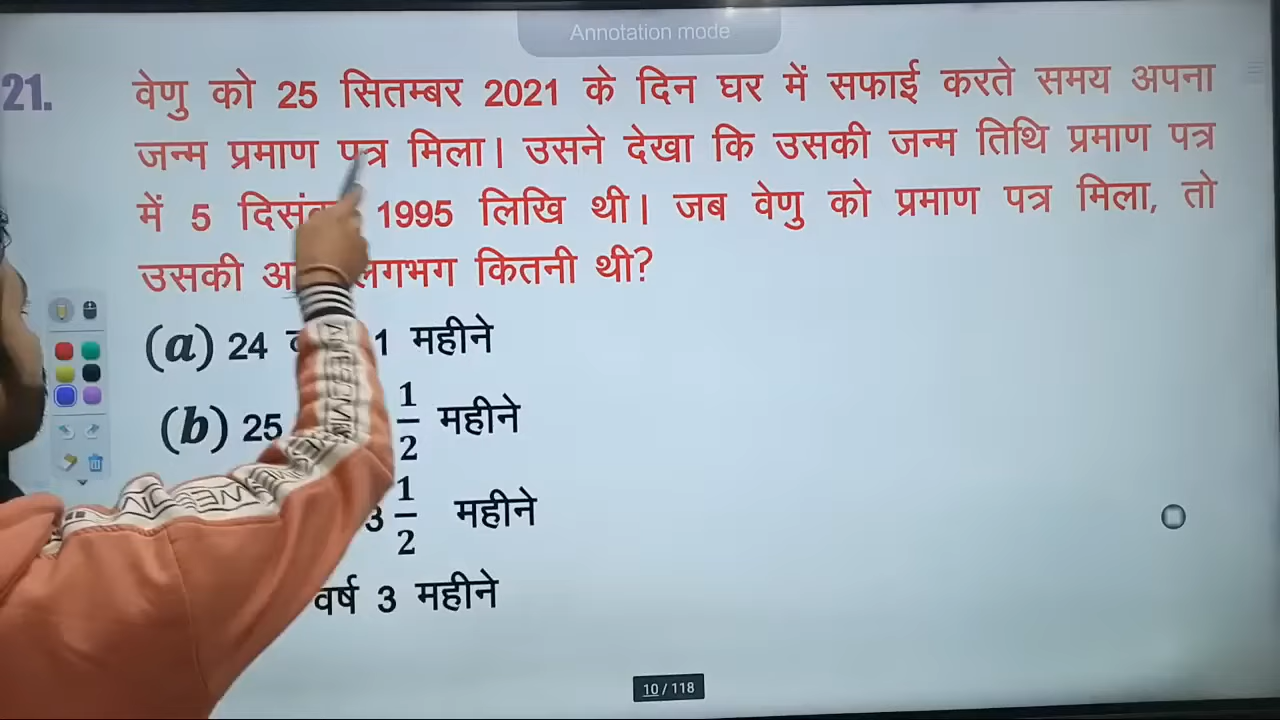 Annotation mode
21. वेणु को 25 सितम्बर 2021 के दिन घर में सफाई करते समय अपना
जन्म प्रमाण पत्र मिला। उसने देखा कि उसकी जन्म तिथि प्रमाण पत्र
में 5 1995 लिखि थी। जब वेणु को प्रमाण पत्र मिला, तो
उसकी लगभग कितनी थी?
(a) 24 1 महीने
(b) 25 1/2 महीने
3 1/2 महीने
वर्ष 3 महीने
10 / 118